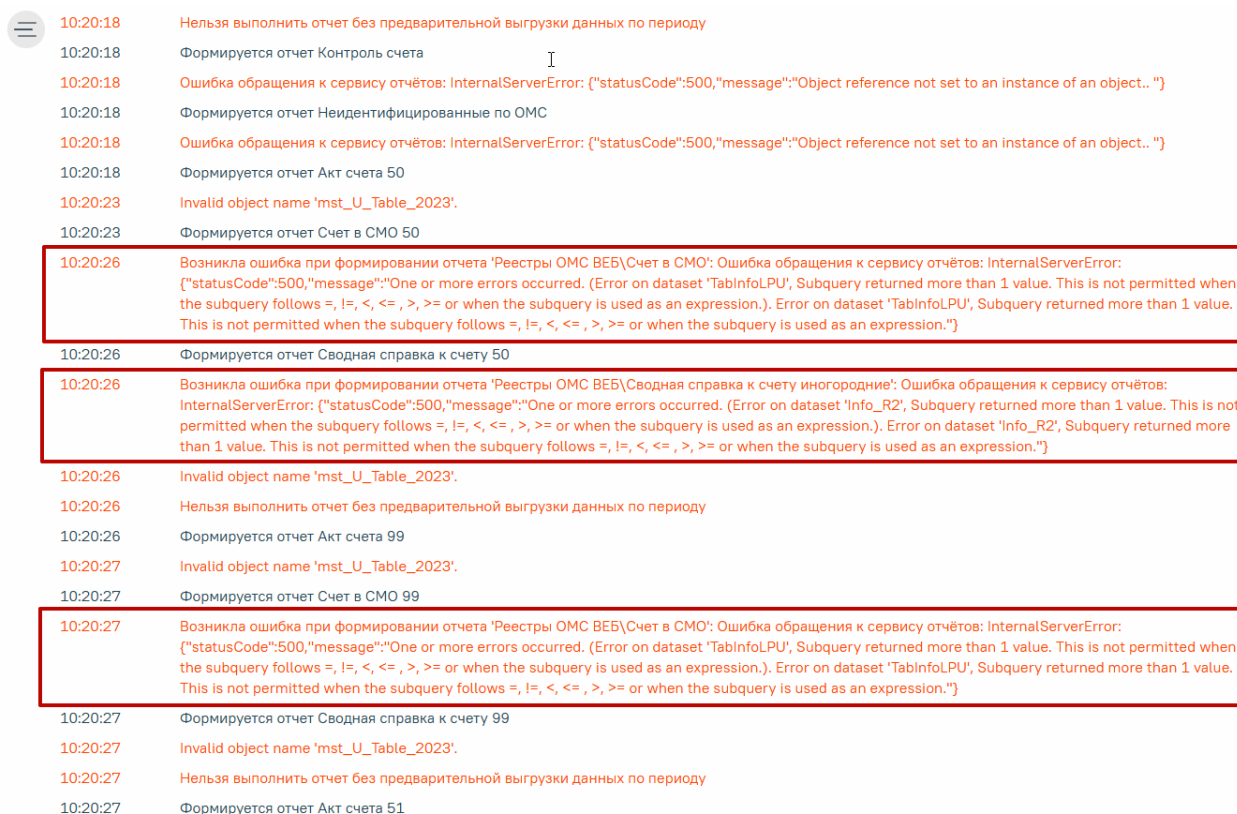 10:20:18 Нельзя выполнить отчет без предварительной выгрузки данных по периоду
10:20:18 Формируется отчет Контроль счета
10:20:18 Ошибка обращения к сервису отчётов: InternalServerError: {"statusCode":500,"message":"Object reference not set to an instance of an object.. "}
10:20:18 Формируется отчет Неидентифицированные по ОМС
10:20:18 Ошибка обращения к сервису отчётов: InternalServerError: {"statusCode":500,"message":"Object reference not set to an instance of an object.. "}
10:20:18 Формируется отчет Акт счета 50
10:20:23 Invalid object name 'mst_U_Table_2023'.
10:20:23 Формируется отчет Счет в СМО 50
10:20:26 Возникла ошибка при формировании отчета 'Реестры ОМС ВЕБ\Счет в СМО': Ошибка обращения к сервису отчётов: InternalServerError:
{"statusCode":500,"message":"One or more errors occurred. (Error on dataset 'TabInfoLPU', Subquery returned more than 1 value. This is not permitted when
the subquery follows =, !=, <, <= , >, >= or when the subquery is used as an expression.). Error on dataset 'TabInfoLPU', Subquery returned more than 1 value.
This is not permitted when the subquery follows =, !=, <, <= , >, >= or when the subquery is used as an expression."}
10:20:26 Формируется отчет Сводная справка к счету 50
10:20:26 Возникла ошибка при формировании отчета 'Реестры ОМС ВЕБ\Сводная справка к счету иногородние': Ошибка обращения к сервису отчётов:
InternalServerError: {"statusCode":500,"message":"One or more errors occurred. (Error on dataset 'Info_R2', Subquery returned more than 1 value. This is not
permitted when the subquery follows =, !=, <, <= , >, >= or when the subquery is used as an expression.). Error on dataset 'Info_R2', Subquery returned more
than 1 value. This is not permitted when the subquery follows =, !=, <, <= , >, >= or when the subquery is used as an expression."}
10:20:26 Invalid object name 'mst_U_Table_2023'.
10:20:26 Нельзя выполнить отчет без предварительной выгрузки данных по периоду
10:20:26 Формируется отчет Акт счета 99
10:20:27 Invalid object name 'mst_U_Table_2023'.
10:20:27 Формируется отчет Счет в СМО 99
10:20:27 Возникла ошибка при формировании отчета 'Реестры ОМС ВЕБ\Счет в СМО': Ошибка обращения к сервису отчётов: InternalServerError:
{"statusCode":500,"message":"One or more errors occurred. (Error on dataset 'TabInfoLPU', Subquery returned more than 1 value. This is not permitted when
the subquery follows =, !=, <, <= , >, >= or when the subquery is used as an expression.). Error on dataset 'TabInfoLPU', Subquery returned more than 1 value.
This is not permitted when the subquery follows =, !=, <, <= , >, >= or when the subquery is used as an expression."}
10:20:27 Формируется отчет Сводная справка к счету 99
10:20:27 Invalid object name 'mst_U_Table_2023'.
10:20:27 Нельзя выполнить отчет без предварительной выгрузки данных по периоду
10:20:27 Формируется отчет Акт счета 51